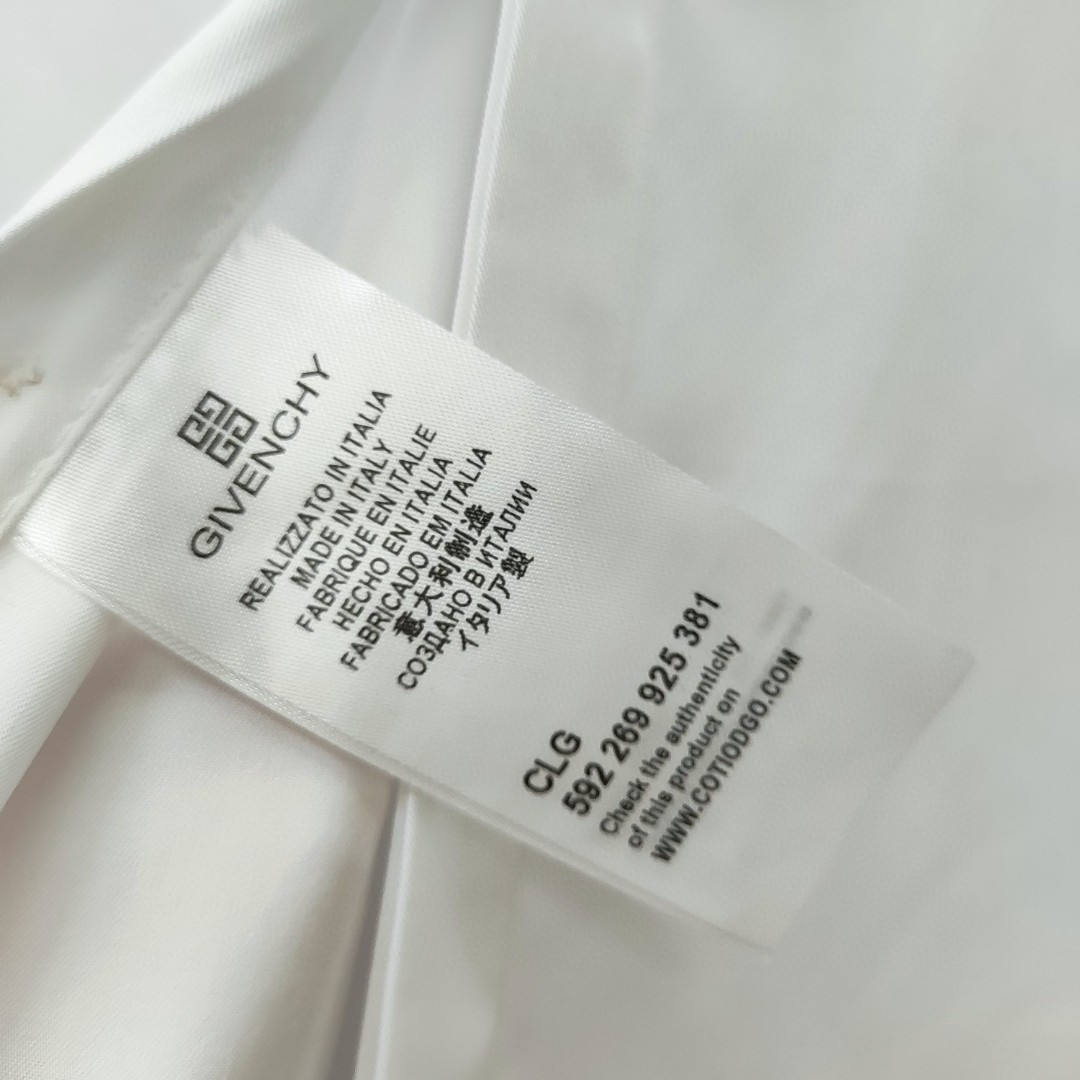 GIVENCHY
REALIZZATO IN ITALIA
MADE IN ITALY
FABRIQUE EN ITALIE
HECHO EN ITALIA
FABRICADO EM ITALIA
意大利制造
СОЗДАНО В ИТАЛИИ
イタリア製
CLG
592 269 925 381
Check the authenticity
of this product on
WWW.COTIODGO.COM